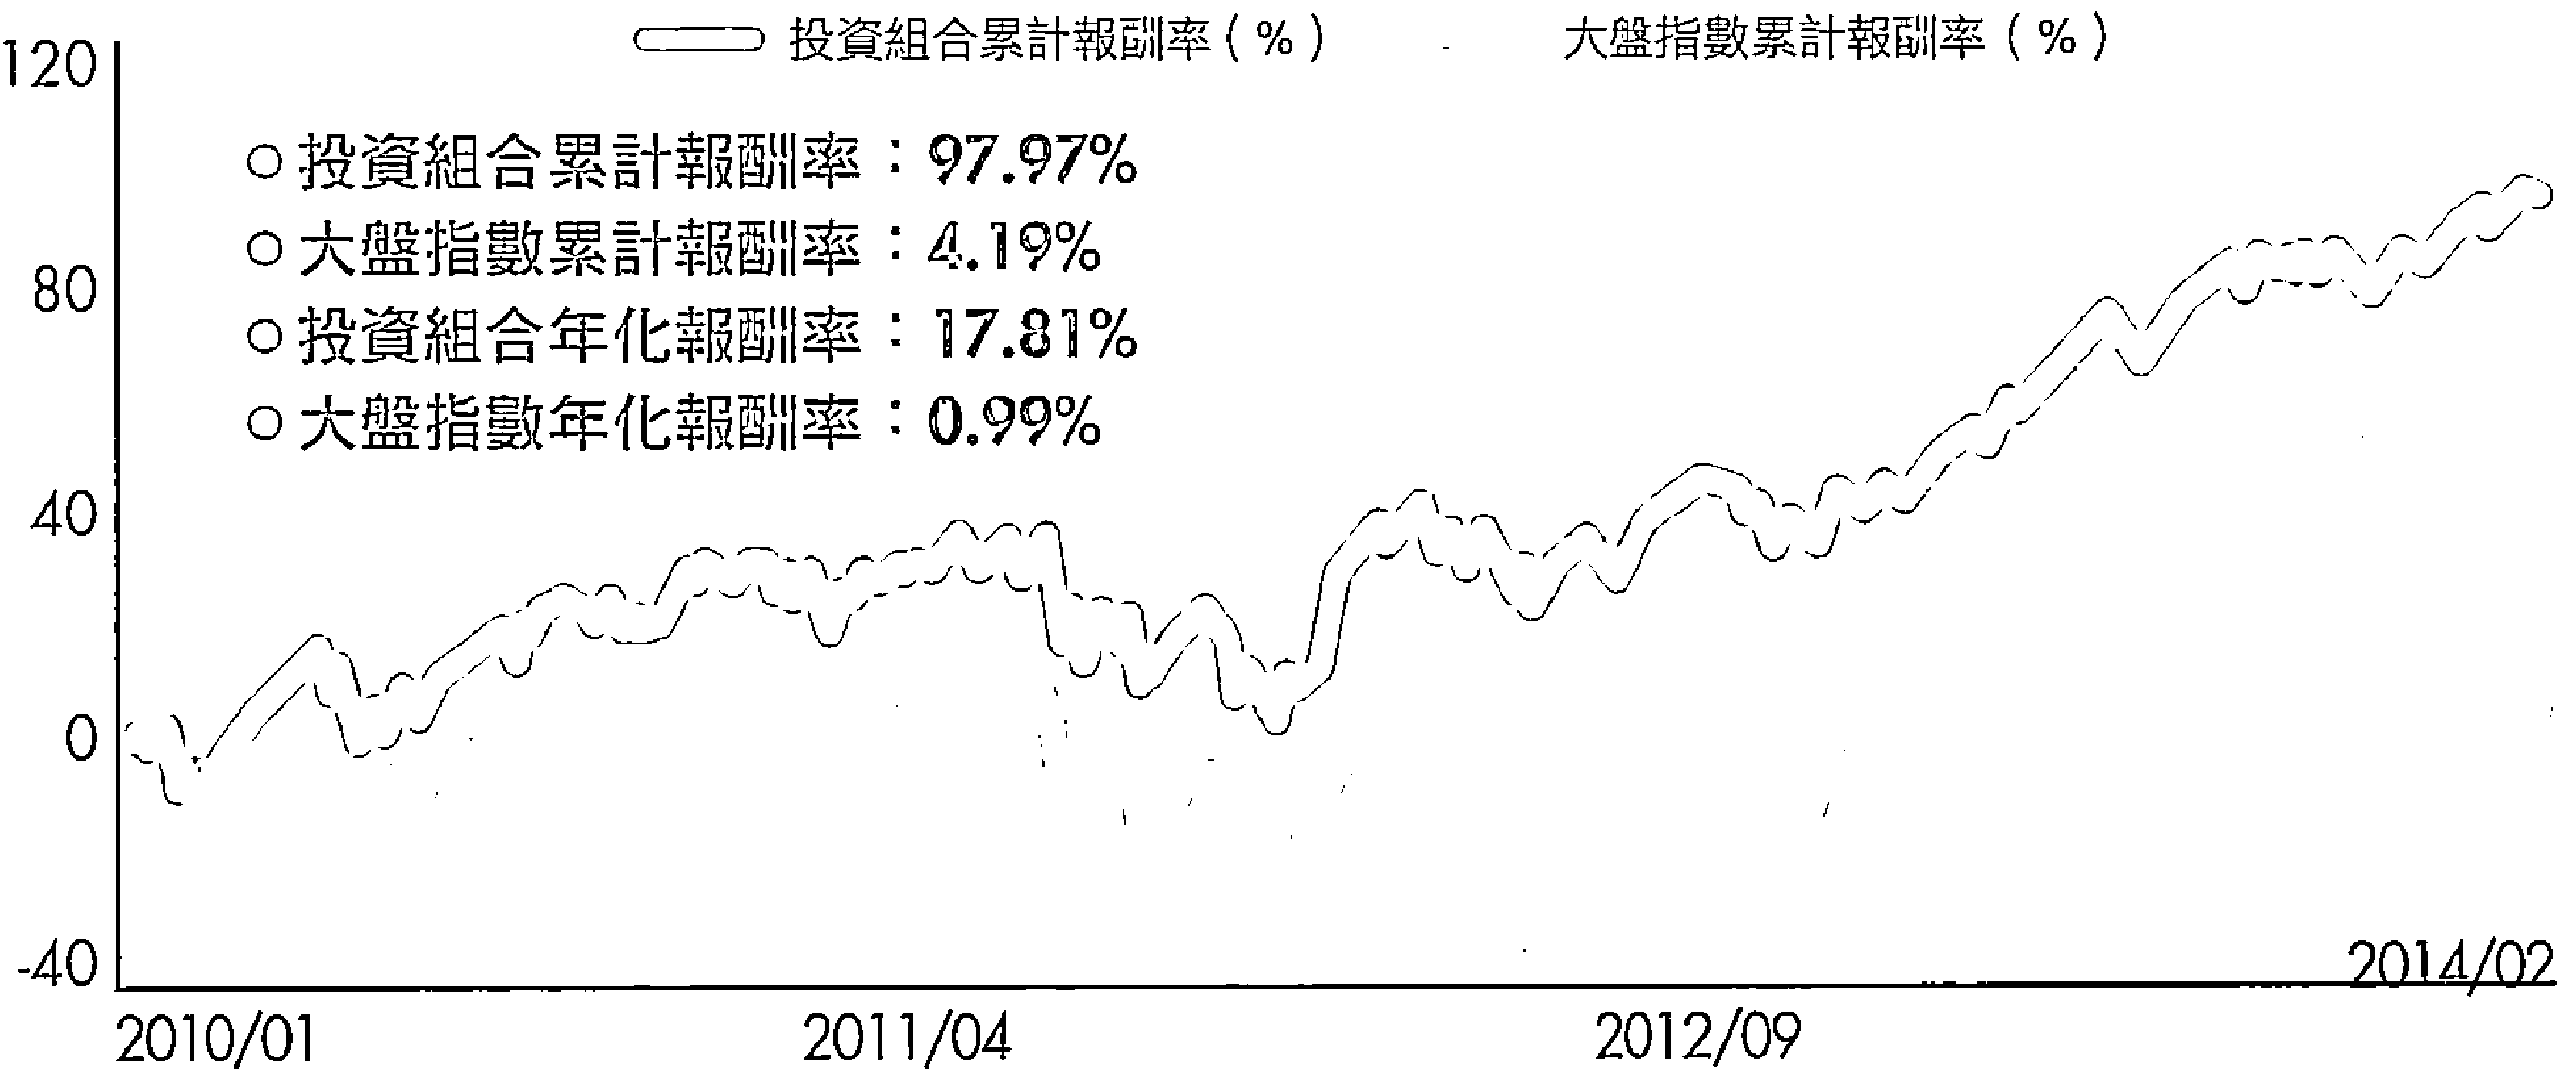 投資組合累計報酬率（%） 大盤指數累計報酬率（%）
120
○投資組合累計報酬率：97.97%
○大盤指數累計報酬率：4.19%
80
○投資組合年化報酬率：17.81%
○大盤指數年化報酬率：0.99%
40
0
-40
2014/02
2010/01 2011/04 2012/09